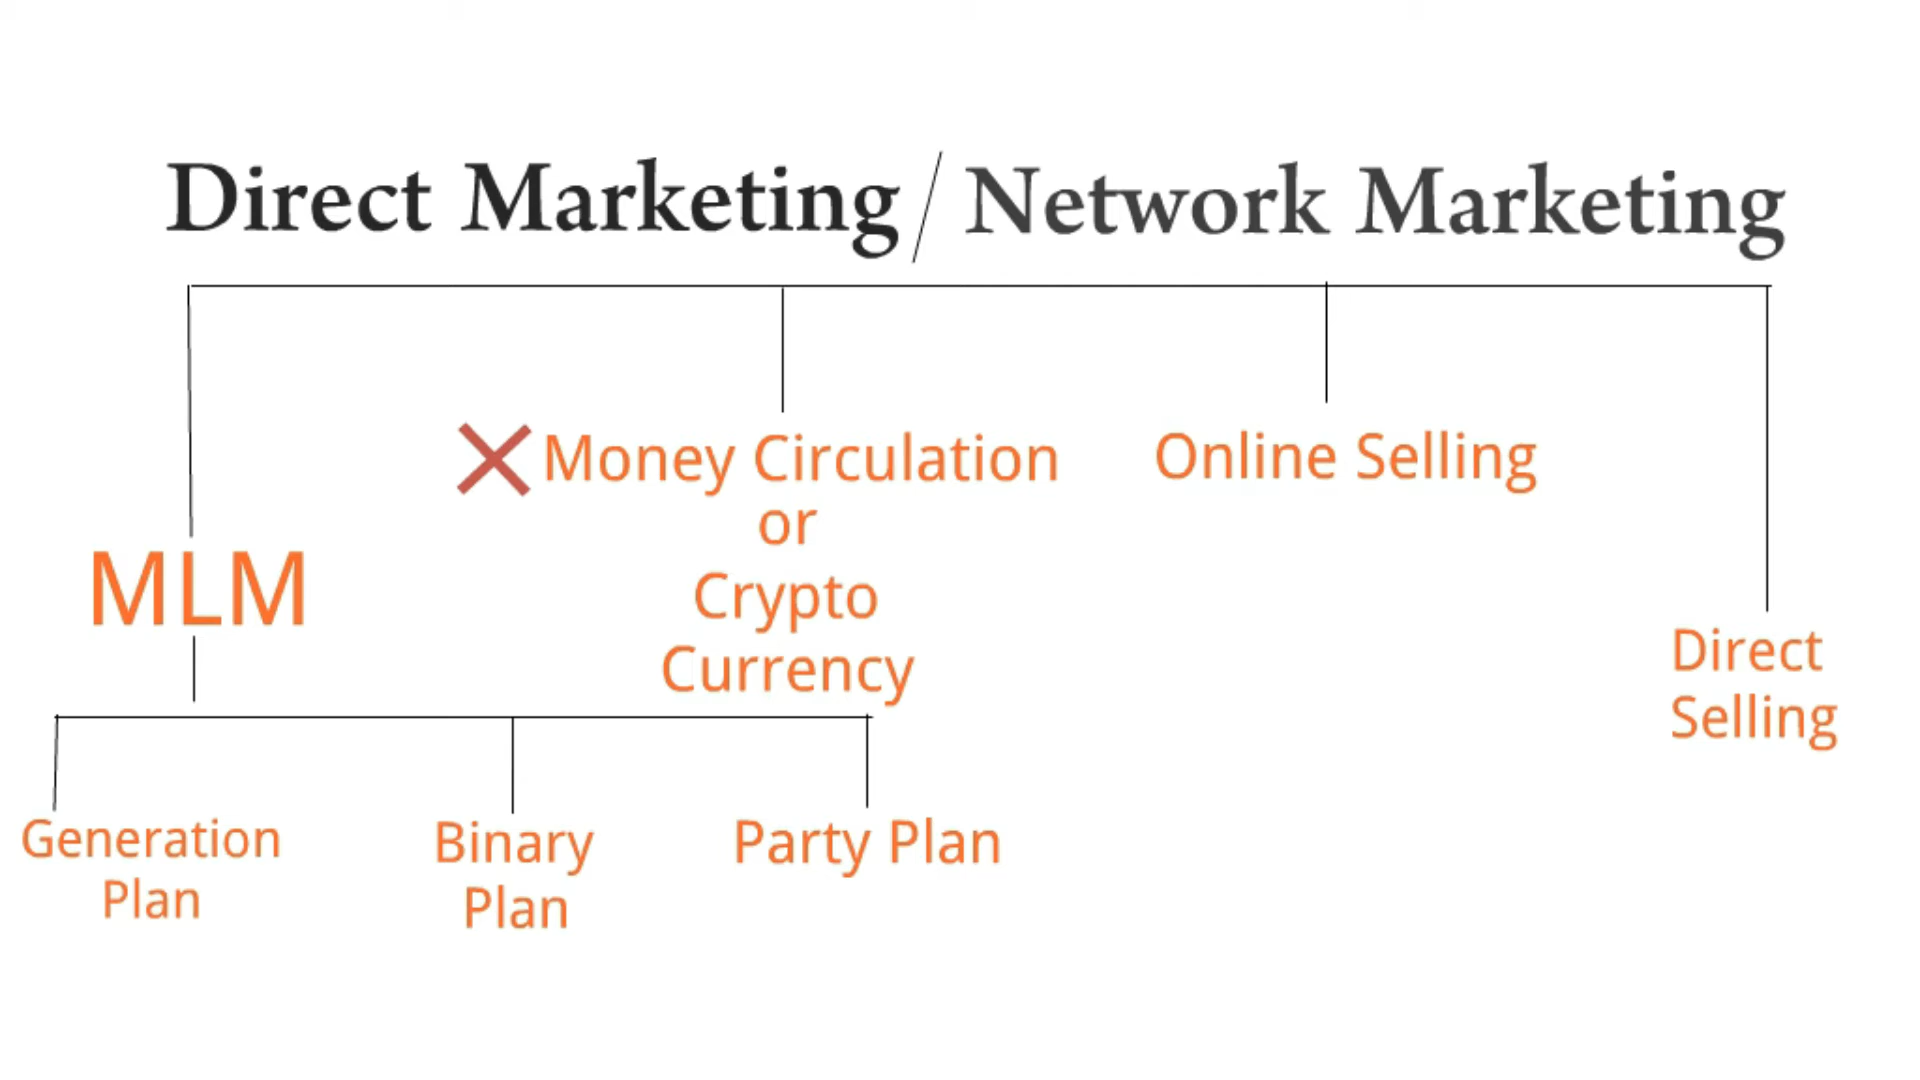 Direct Marketing / Network Marketing
Money Circulation
or
Crypto
Currency
Online Selling
MLM
Direct
Selling
Generation
Plan
Binary
Plan
Party Plan